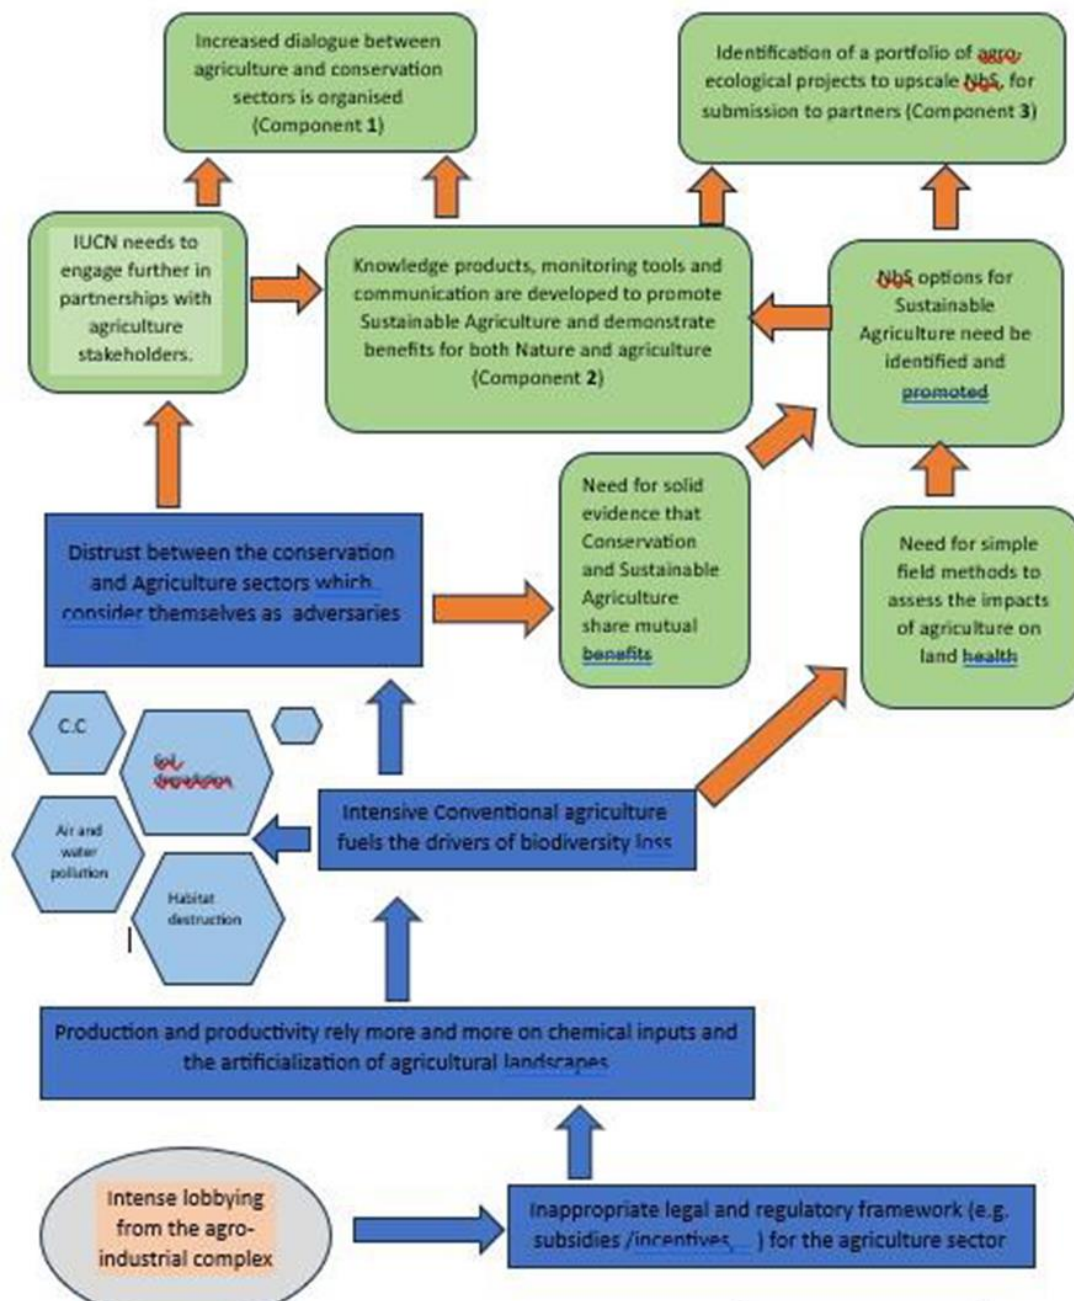 Increased dialogue between
agriculture and conservation
sectors is organised
(Component 1)
Identification of a portfolio of agro-
ecological projects to upscale NbS, for
submission to partners (Component 3)
IUCN needs to
engage further in
partnerships with
agriculture
stakeholders.
Knowledge products, monitoring tools and
communication are developed to promote
Sustainable Agriculture and demonstrate
benefits for both Nature and agriculture
(Component 2)
NbS options for
Sustainable
Agriculture need be
identified and
promoted
Need for solid
evidence that
Conservation
and Sustainable
Agriculture
share mutual
benefits
Need for simple
field methods to
assess the impacts
of agriculture on
land health
Distrust between the conservation
and Agriculture sectors which
consider themselves as adversaries
C.C
Soil
degradation
Air and
water
pollution
Habitat
destruction
Intensive Conventional agriculture
fuels the drivers of biodiversity loss
Production and productivity rely more and more on chemical inputs and
the artificialization of agricultural landscapes
Intense lobbying
from the agro-
industrial complex
Inappropriate legal and regulatory framework (e.g.
subsidies /incentives, ) for the agriculture sector